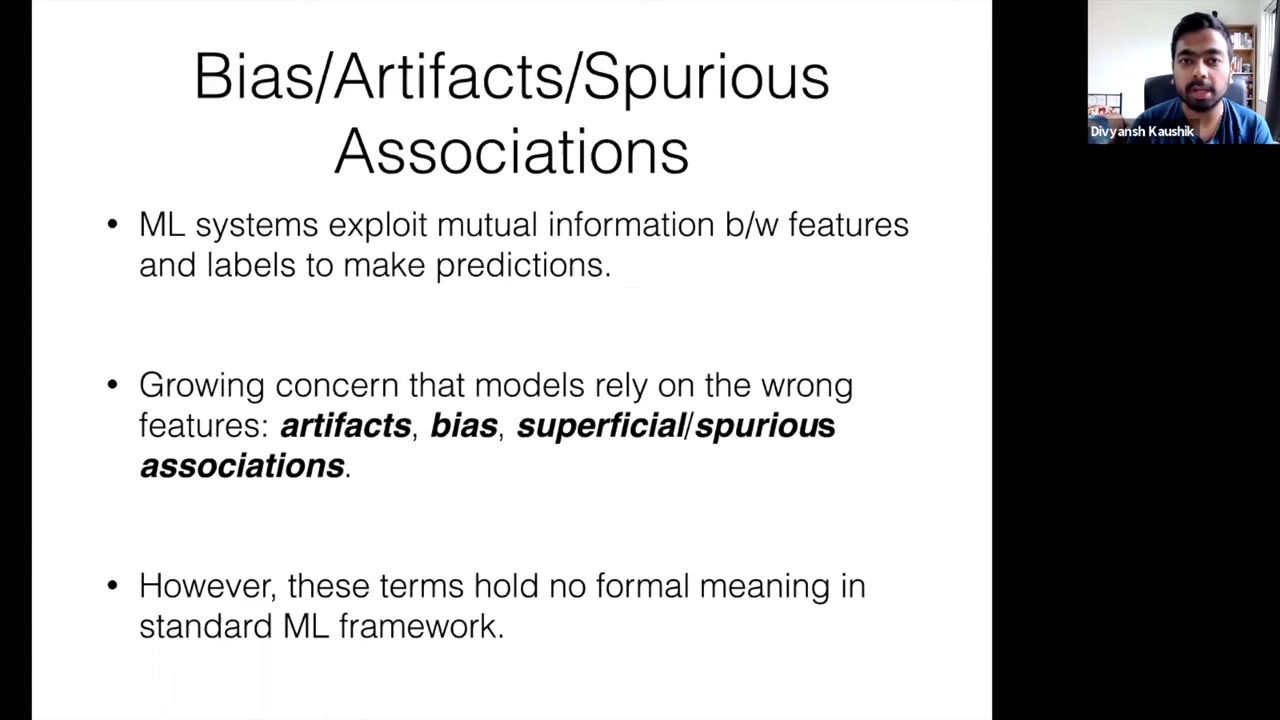 Bias/Artifacts/Spurious
Associations
• ML systems exploit mutual information b/w features
and labels to make predictions.
• Growing concern that models rely on the wrong
features: artifacts, bias, superficial/spurious
associations.
• However, these terms hold no formal meaning in
standard ML framework.
Divyansh Kaushik